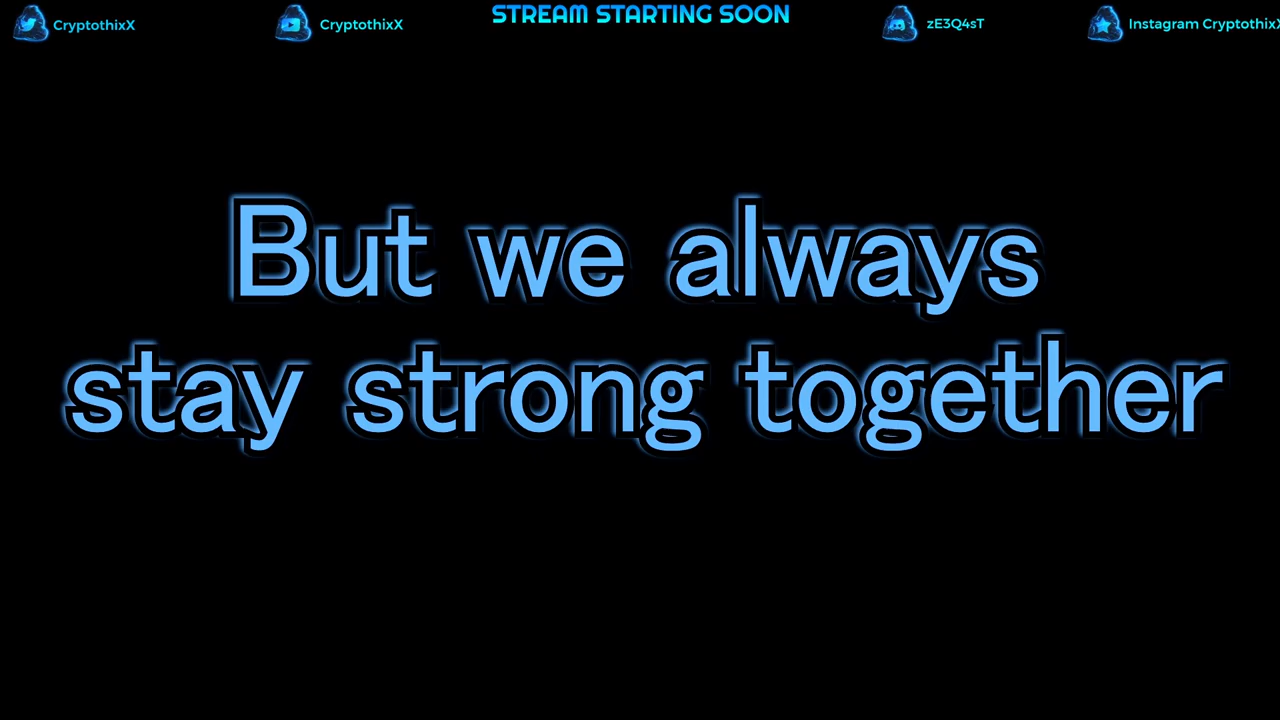 CryptothixX
CryptothixX
STREAM STARTING SOON
zE3Q4sT
Instagram CryptothixX
But we always
stay strong together